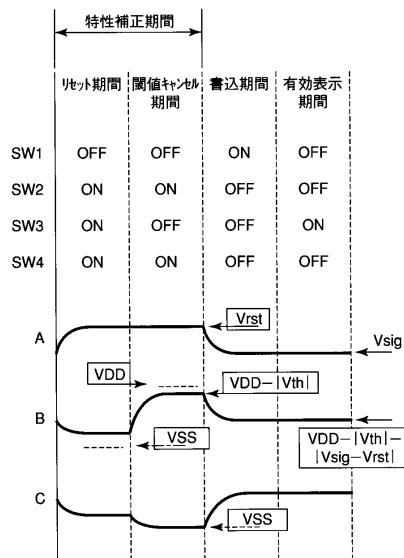 特性補正期間
リセット期間 閾値キャンセル期間 書込期間 有効表示期間
SW1 OFF OFF ON OFF
SW2 ON ON OFF OFF
SW3 ON OFF OFF ON
SW4 ON ON OFF OFF
A Vrst Vsig
VDD VDD−|Vth|
B VSS VDD−|Vth|−
|Vsig−Vrst|
C VSS